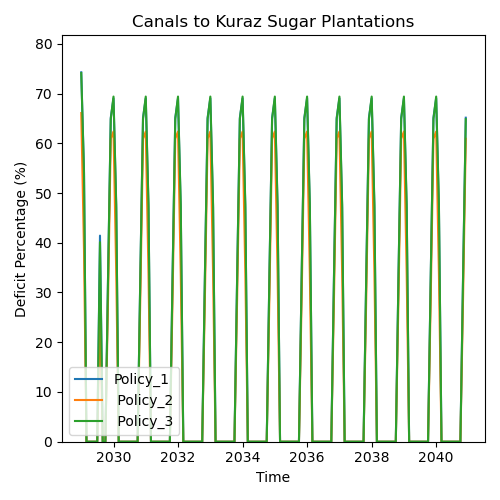 Canals to Kuraz Sugar Plantations
Deficit Percentage (%)
80
70
60
50
40
30
20
10
0
Policy_1
Policy_2
Policy_3
2030 2032 2034 2036 2038 2040
Time